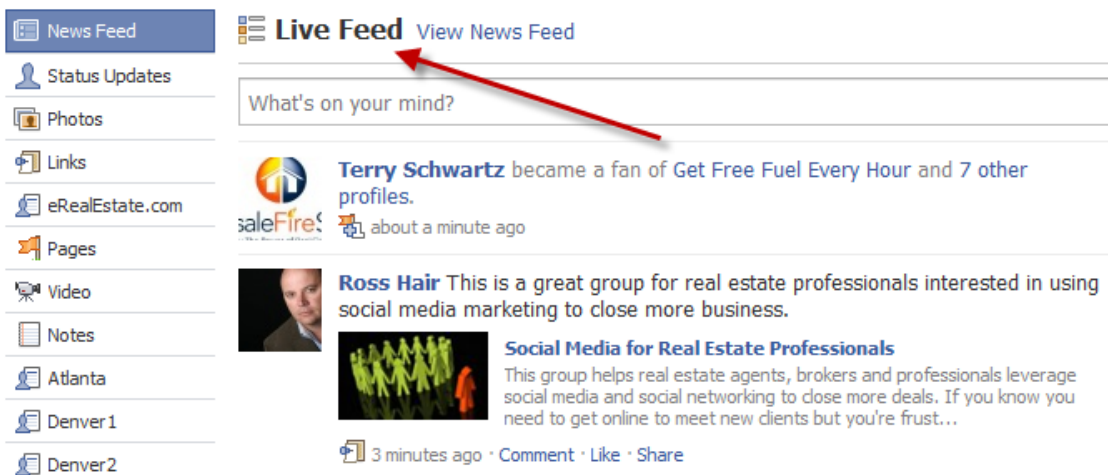 News Feed
Status Updates
Photos
Links
eRealEstate.com
Pages
Video
Notes
Atlanta
Denver1
Denver2
Live Feed View News Feed
What's on your mind?
saleFire
Terry Schwartz became a fan of Get Free Fuel Every Hour and 7 other
profiles.
about a minute ago
Ross Hair This is a great group for real estate professionals interested in using
social media marketing to close more business.
Social Media for Real Estate Professionals
This group helps real estate agents, brokers and professionals leverage
social media and social networking to close more deals. If you know you
need to get online to meet new clients but you're frust...
3 minutes ago · Comment · Like · Share